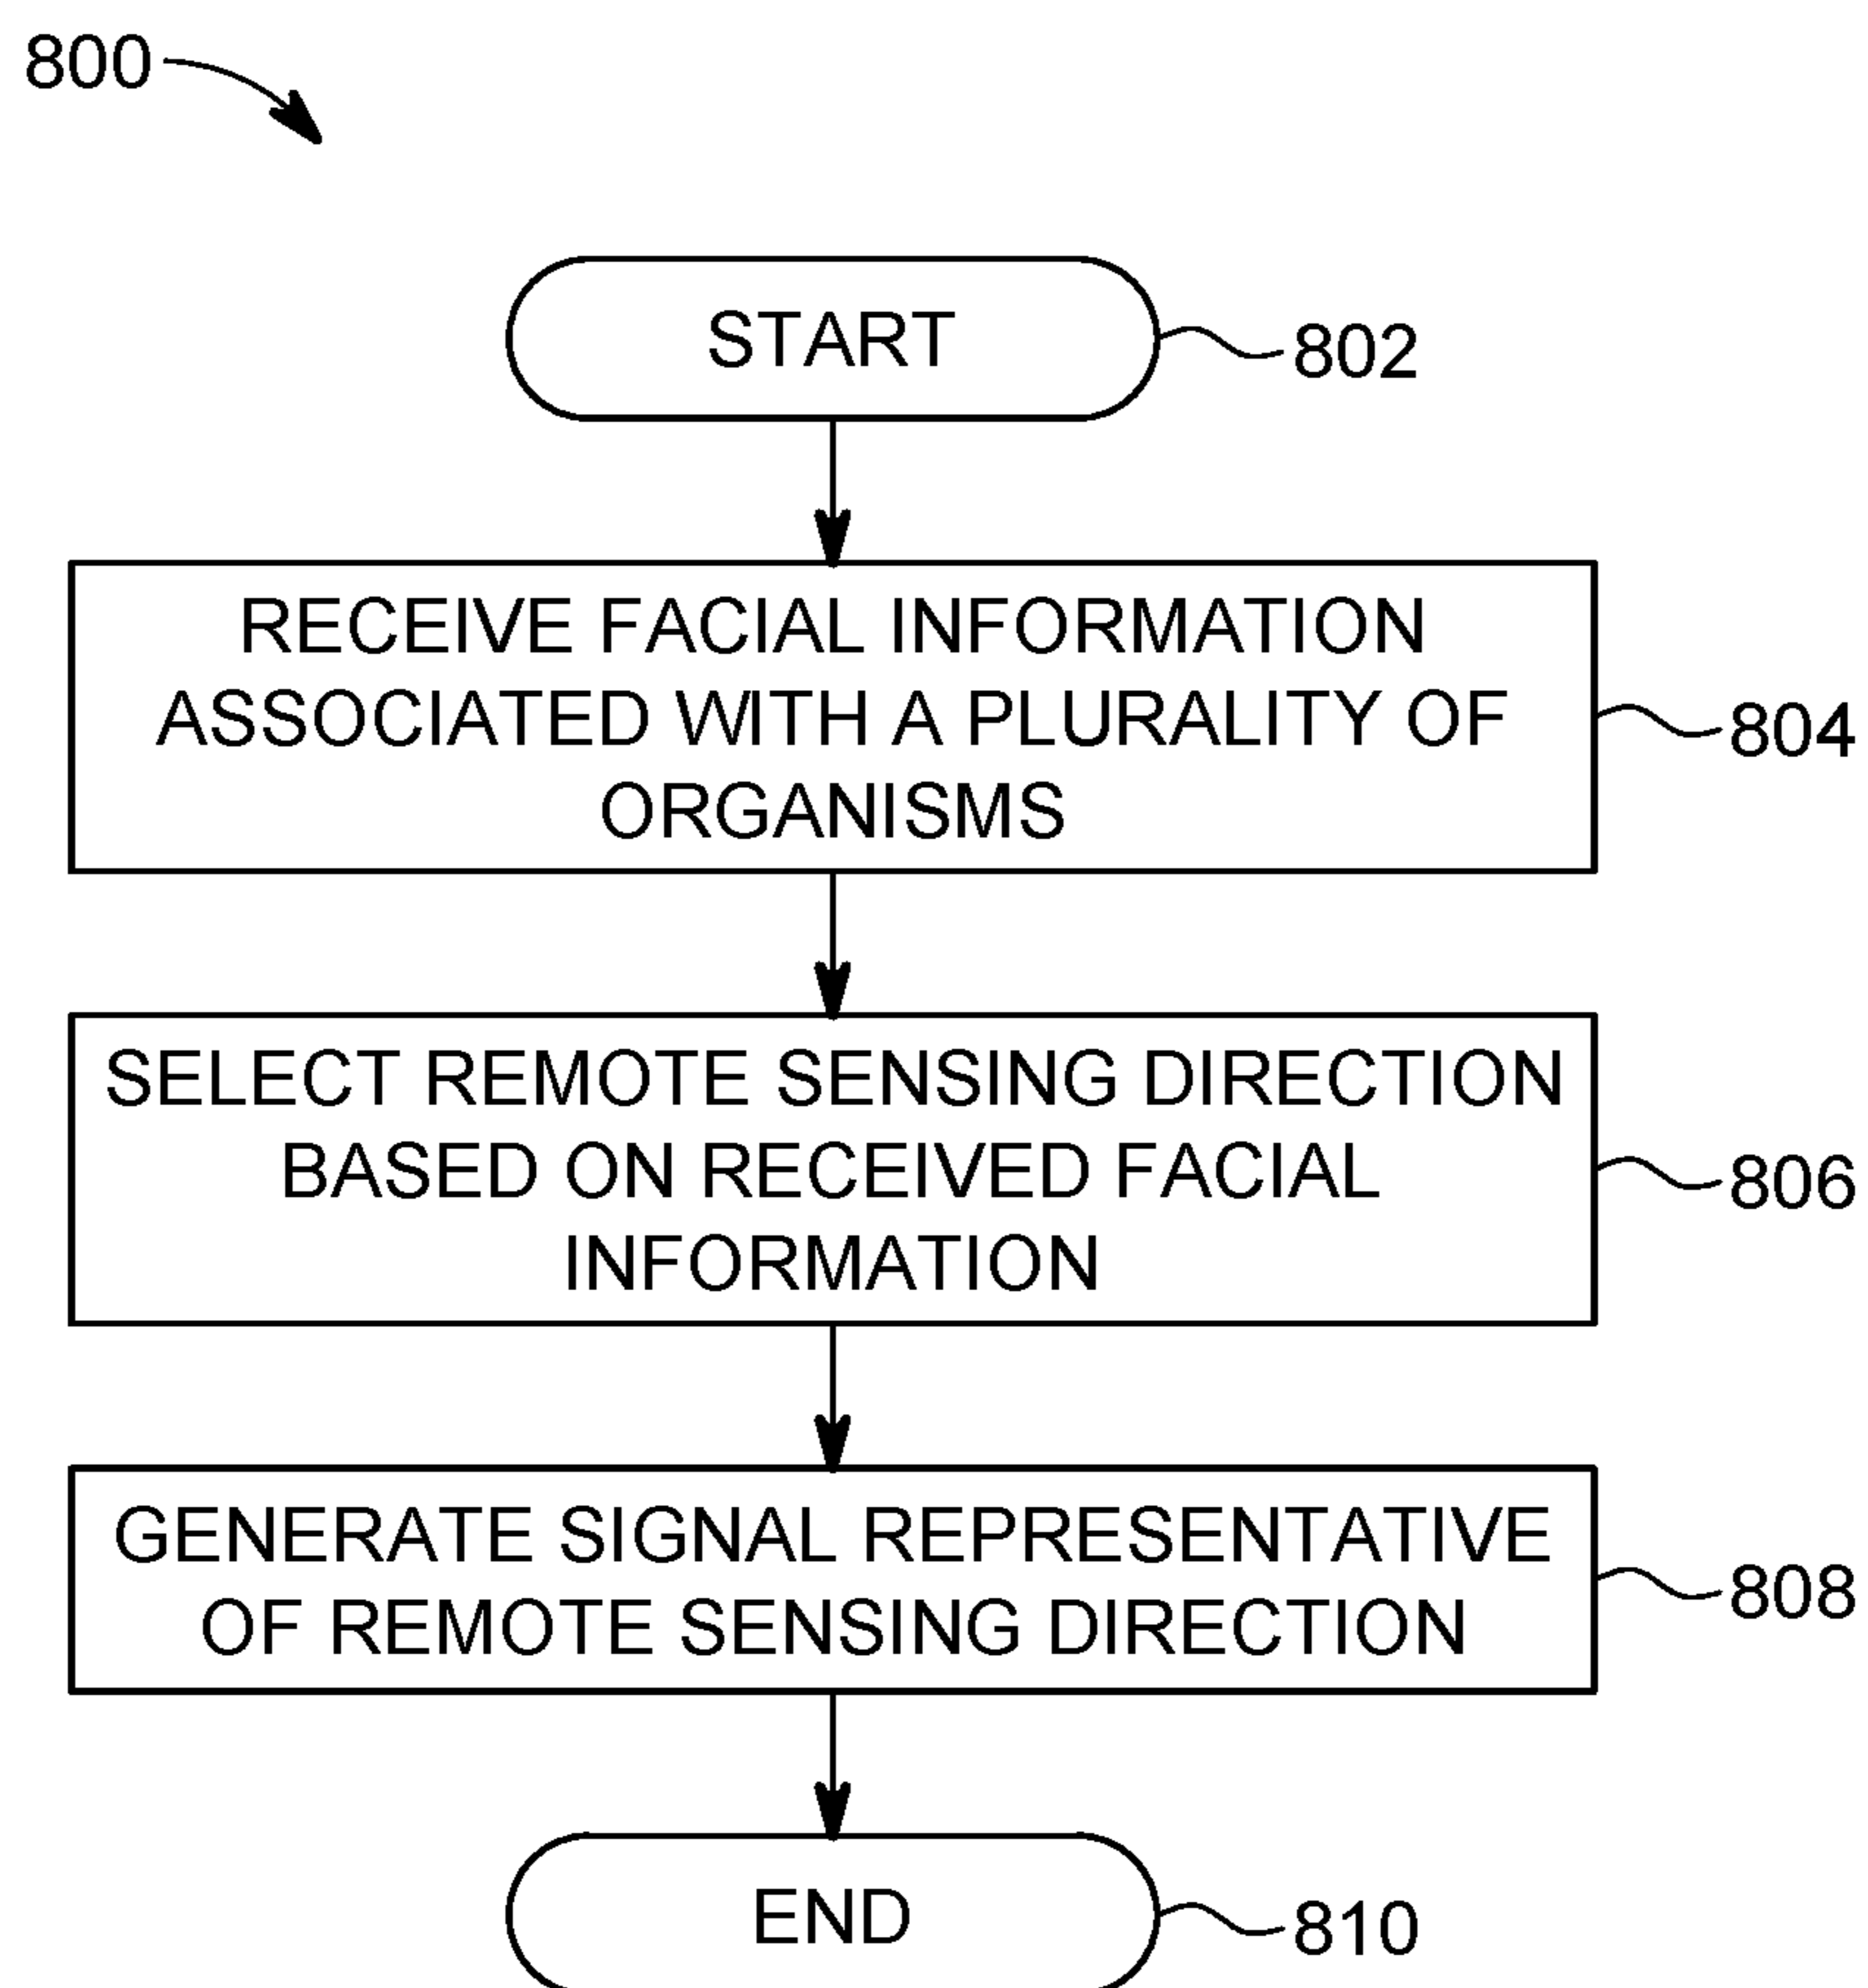 800
START
802
RECEIVE FACIAL INFORMATION
ASSOCIATED WITH A PLURALITY OF
ORGANISMS
804
SELECT REMOTE SENSING DIRECTION
BASED ON RECEIVED FACIAL
INFORMATION
806
GENERATE SIGNAL REPRESENTATIVE
OF REMOTE SENSING DIRECTION
808
END
810